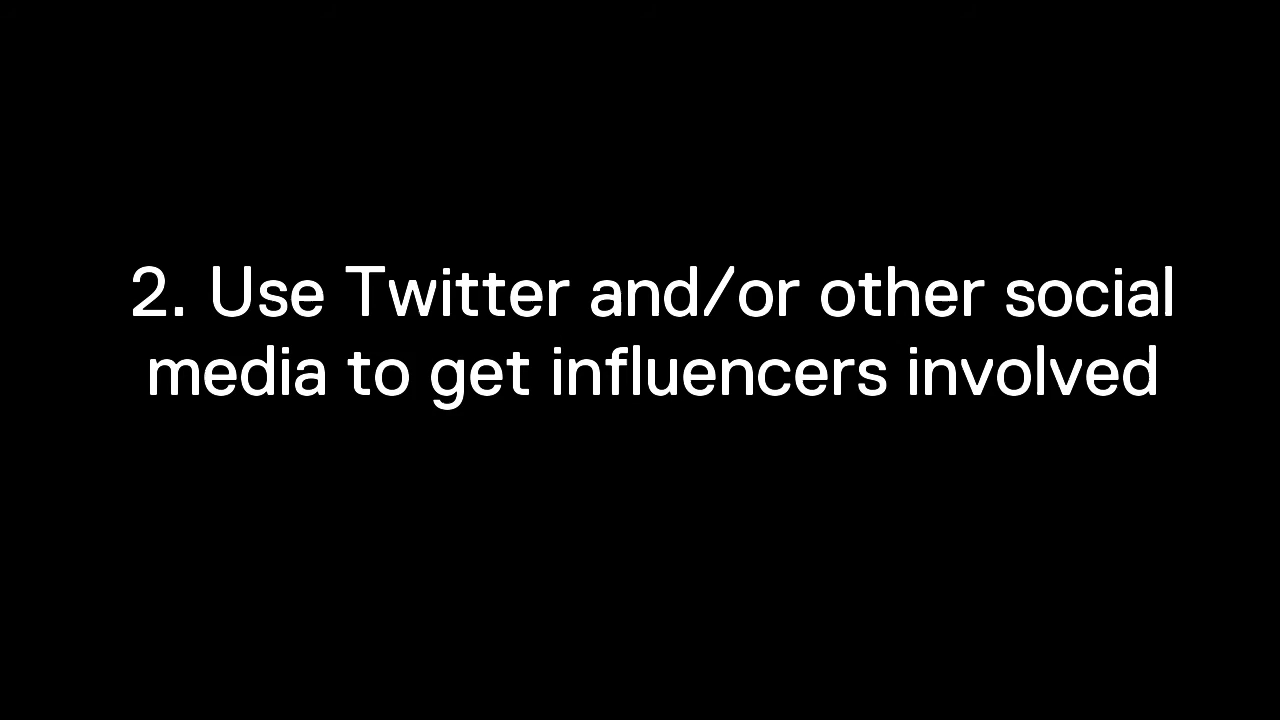 2. Use Twitter and/or other social
media to get influencers involved